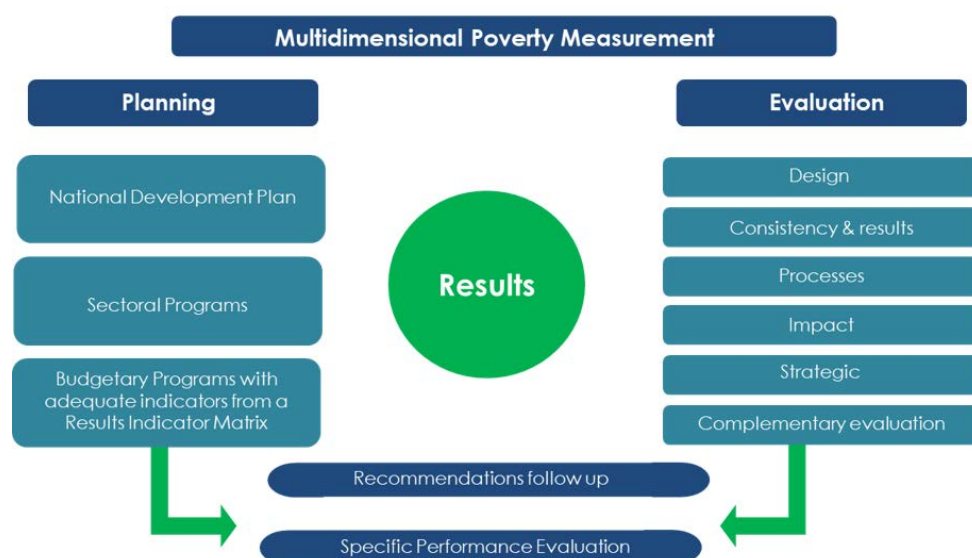 Multidimensional Poverty Measurement
Planning
National Development Plan
Sectoral Programs
Budgetary Programs with
adequate indicators from a
Results Indicator Matrix
Results
Evaluation
Design
Consistency & results
Processes
Impact
Strategic
Complementary evaluation
Recommendations follow up
Specific Performance Evaluation